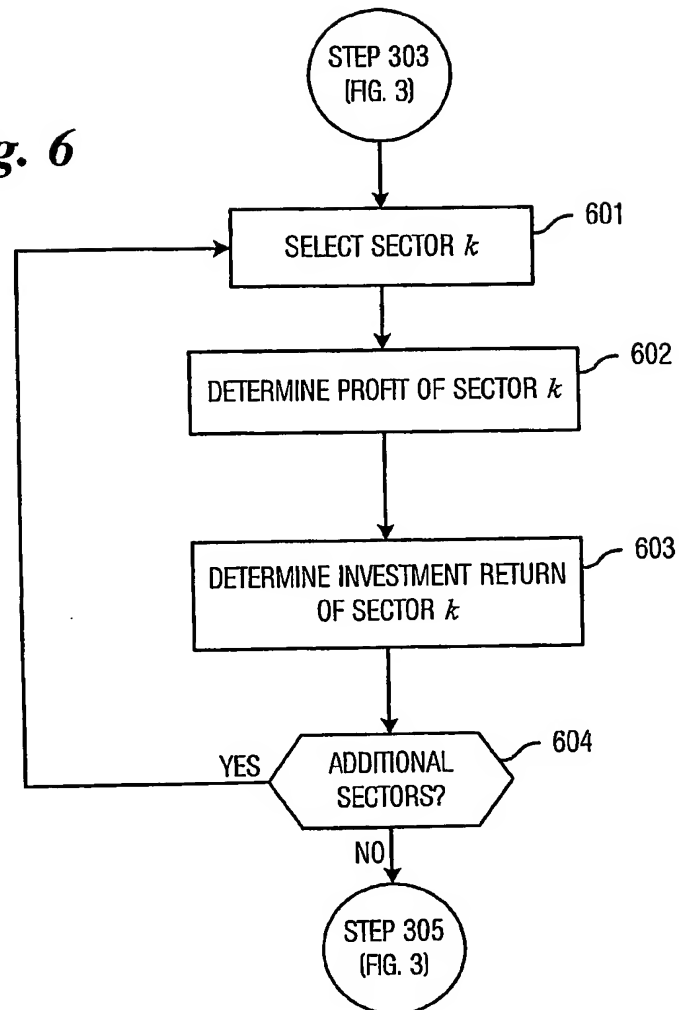 STEP 303
(FIG. 3)
g. 6
601
SELECT SECTOR k
602
DETERMINE PROFIT OF SECTOR k
603
DETERMINE INVESTMENT RETURN
OF SECTOR k
604
YES
ADDITIONAL
SECTORS?
NO
STEP 305
(FIG. 3)